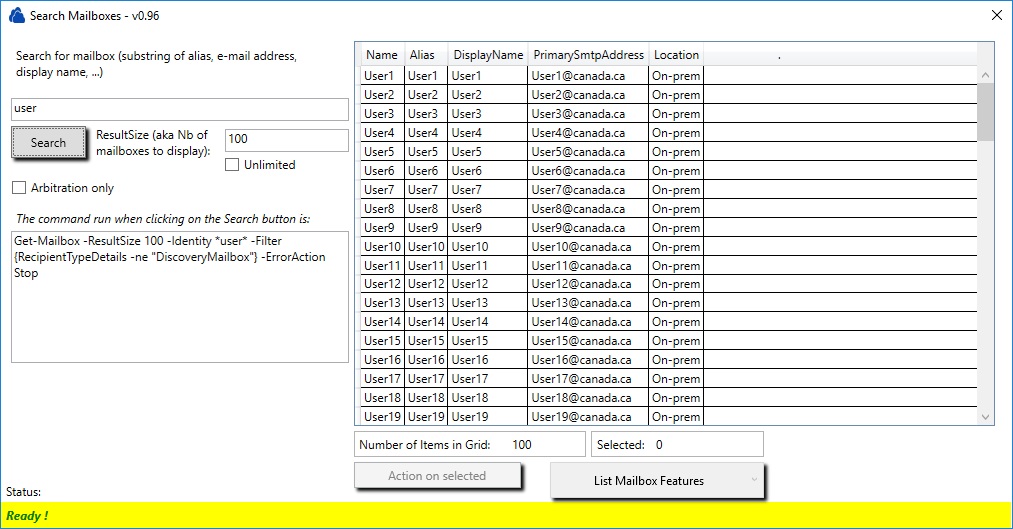 Search Mailboxes - v0.96
Search for mailbox (substring of alias, e-mail address,
display name, ...)
user
Search
ResultSize (aka Nb of
mailboxes to display):
100
Unlimited
Arbitration only
The command run when clicking on the Search button is:
Get-Mailbox -ResultSize 100 -Identity *user* -Filter
{RecipientTypeDetails -ne "DiscoveryMailbox"} -ErrorAction
Stop
Name Alias DisplayName PrimarySmtpAddress Location .
User1 User1 User1 User1@canada.ca On-prem
User2 User2 User2 User2@canada.ca On-prem
User3 User3 User3 User3@canada.ca On-prem
User4 User4 User4 User4@canada.ca On-prem
User5 User5 User5 User5@canada.ca On-prem
User6 User6 User6 User6@canada.ca On-prem
User7 User7 User7 User7@canada.ca On-prem
User8 User8 User8 User8@canada.ca On-prem
User9 User9 User9 User9@canada.ca On-prem
User10 User10 User10 User10@canada.ca On-prem
User11 User11 User11 User11@canada.ca On-prem
User12 User12 User12 User12@canada.ca On-prem
User13 User13 User13 User13@canada.ca On-prem
User14 User14 User14 User14@canada.ca On-prem
User15 User15 User15 User15@canada.ca On-prem
User16 User16 User16 User16@canada.ca On-prem
User17 User17 User17 User17@canada.ca On-prem
User18 User18 User18 User18@canada.ca On-prem
User19 User19 User19 User19@canada.ca On-prem
Number of Items in Grid: 100 Selected: 0
Action on selected
List Mailbox Features
Status:
Ready !